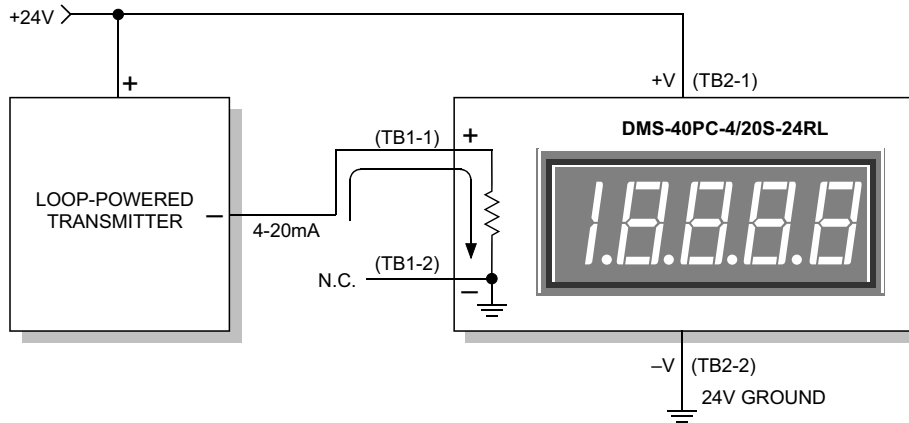 +24V
+
+V (TB2-1)
DMS-40PC-4/20S-24RL
(TB1-1)
+
LOOP-POWERED
TRANSMITTER
–
4-20mA
1.8.8.8.8
(TB1-2)
N.C.
–
–V (TB2-2)
24V GROUND